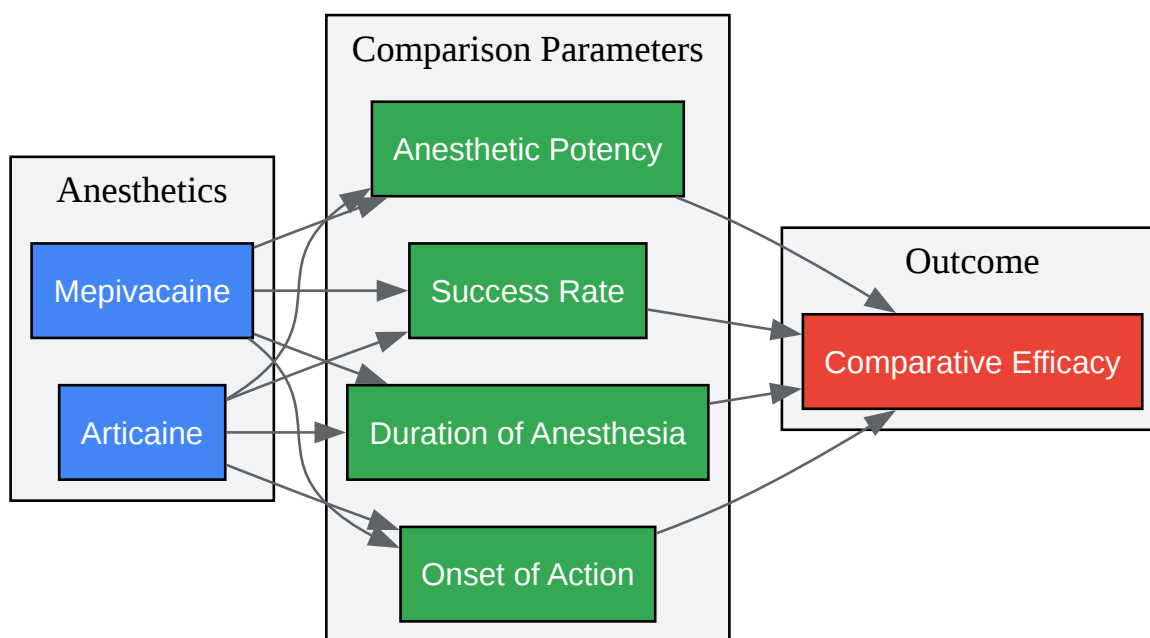 Anesthetics
Mepivacaine
Articaine
Comparison Parameters
Anesthetic Potency
Success Rate
Duration of Anesthesia
Onset of Action
Outcome
Comparative Efficacy